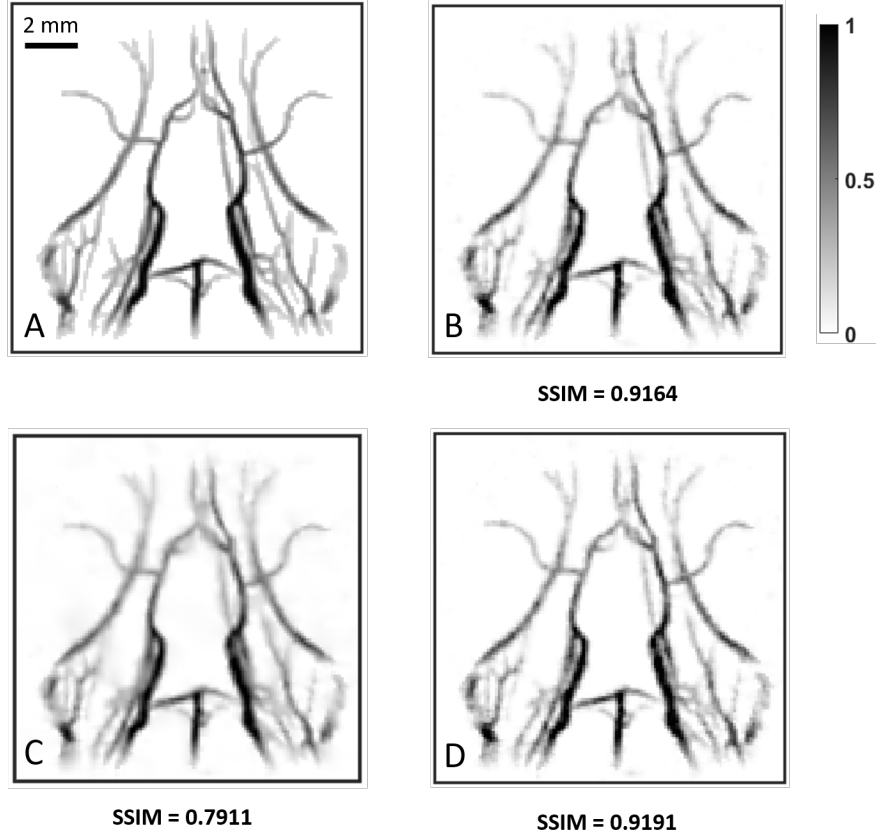 2 mm
A
B
1
0.5
0
SSIM = 0.9164
C
D
SSIM = 0.7911
SSIM = 0.9191